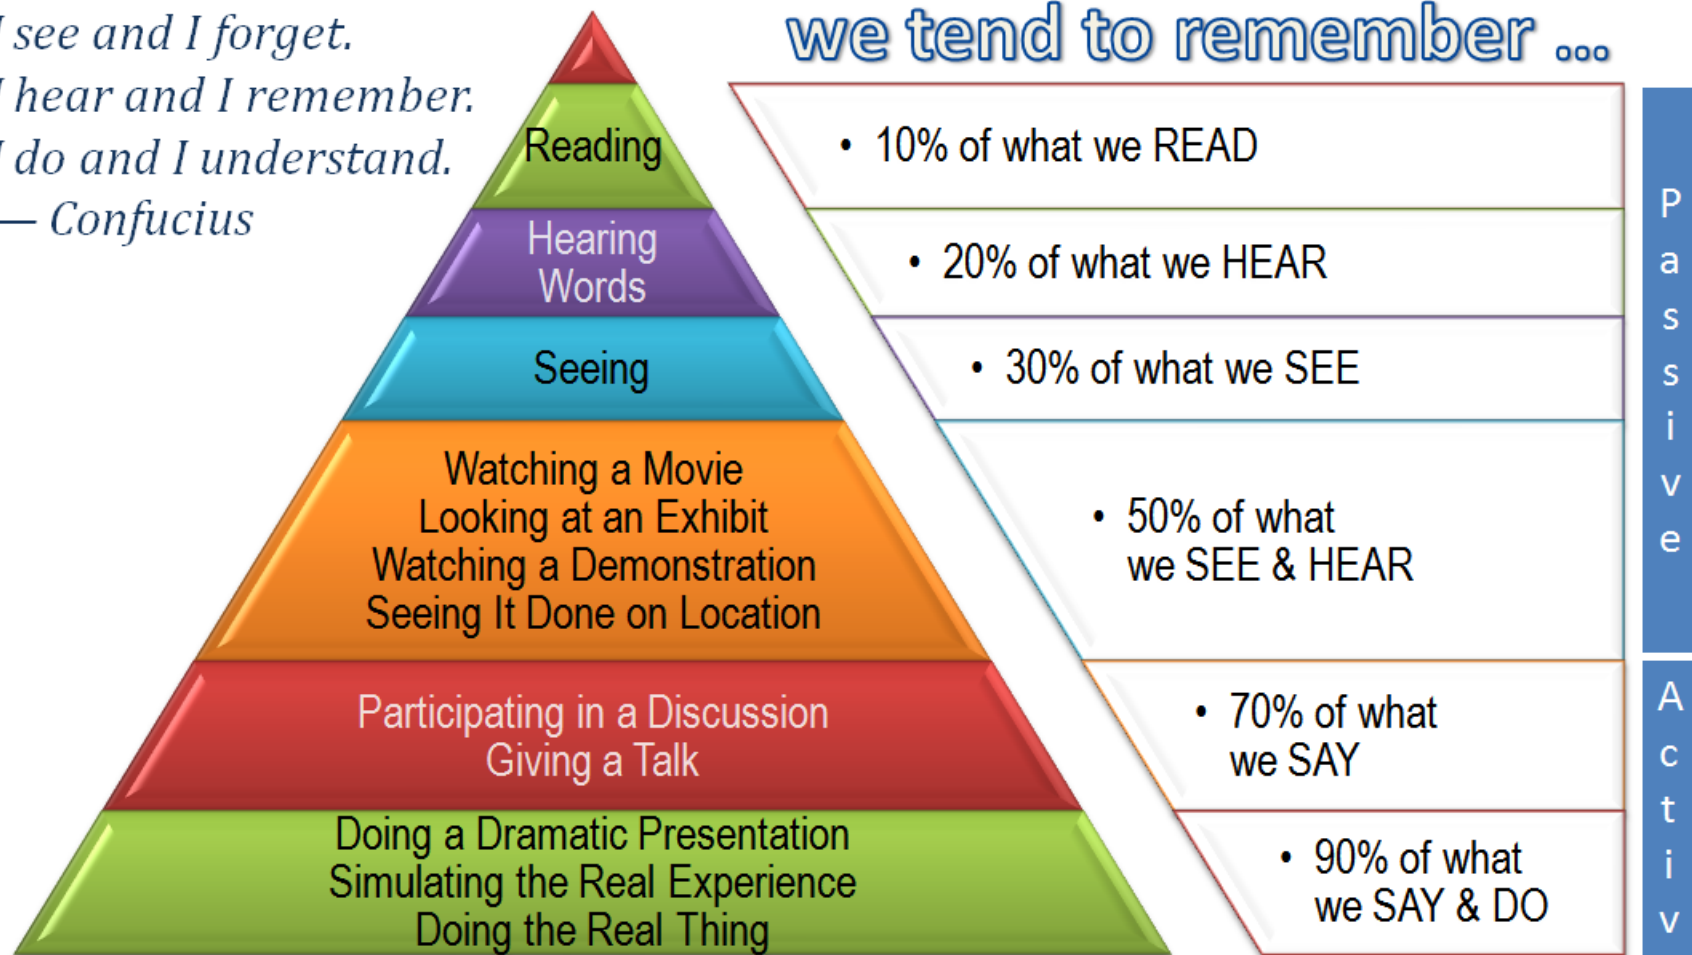 I see and I forget.
I hear and I remember.
I do and I understand.
— Confucius
we tend to remember ...
Reading
• 10% of what we READ
Hearing
Words
• 20% of what we HEAR
Seeing
• 30% of what we SEE
Watching a Movie
Looking at an Exhibit
Watching a Demonstration
Seeing It Done on Location
• 50% of what
we SEE & HEAR
Participating in a Discussion
Giving a Talk
• 70% of what
we SAY
Doing a Dramatic Presentation
Simulating the Real Experience
Doing the Real Thing
• 90% of what
we SAY & DO
Passive
Activ